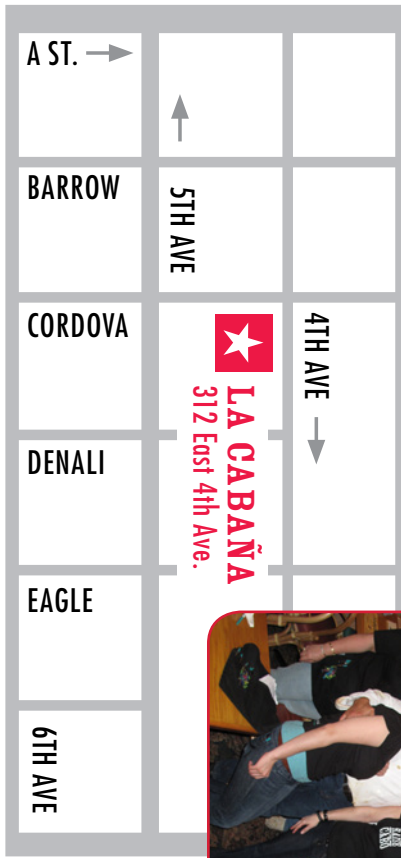 A ST.
BARROW
5TH AVE
CORDOVA
4TH AVE
LA CABAÑA
312 East 4th Ave.
DENALI
EAGLE
6TH AVE